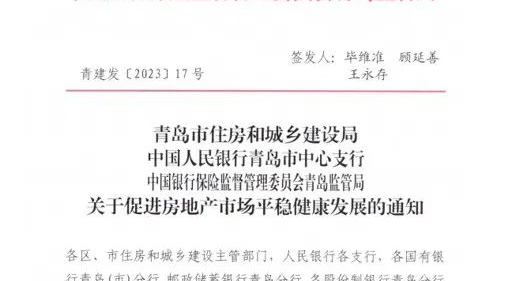 签发人：毕维准 顾延善
青建发〔2023〕17号 王永存
青岛市住房和城乡建设局
中国人民银行青岛市中心支行
中国银行保险监督管理委员会青岛监管局
关于促进房地产市场平稳健康发展的通知
各区、市住房和城乡建设主管部门，人民银行各支行，各国有银
行青岛(市)分行，邮政储蓄银行青岛分行，各股份制银行青岛分行